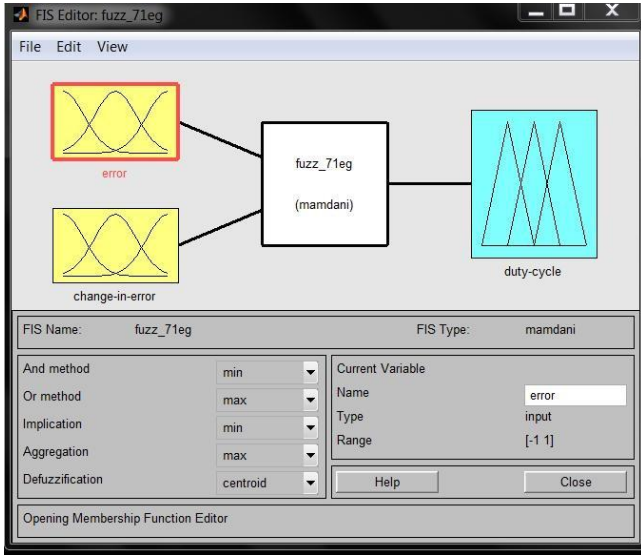 FIS Editor: fuzz_71eg
File Edit View
error
change-in-error
fuzz_71eg
(mamdani)
duty-cycle
FIS Name: fuzz_71eg FIS Type: mamdani
And method min
Or method max
Implication min
Aggregation max
Defuzzification centroid
Current Variable
Name error
Type input
Range [-1 1]
Help Close
Opening Membership Function Editor